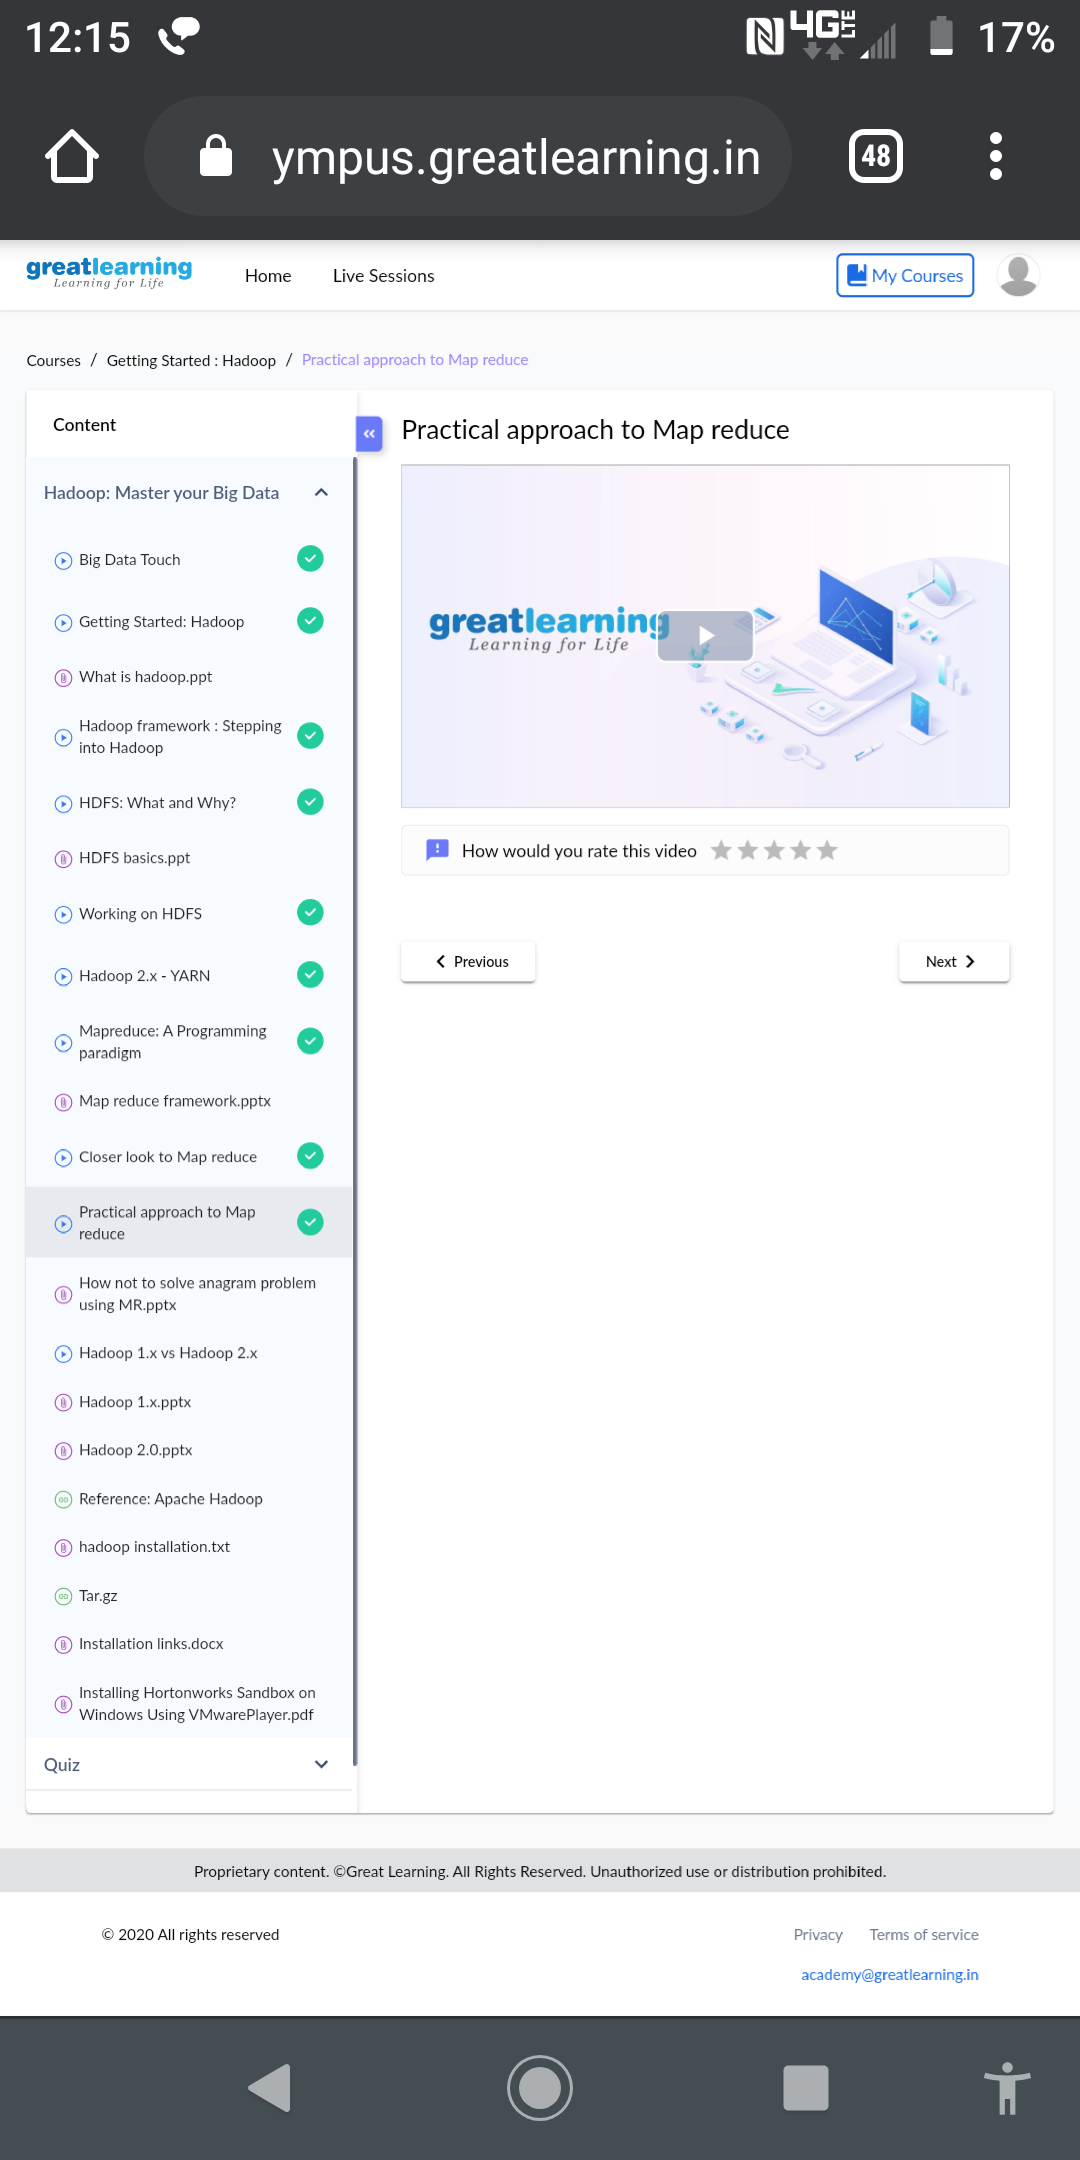 12:15
4G LTE
17%
ympus.greatlearning.in
48
greatlearning
Learning for Life
Home
Live Sessions
My Courses
Courses / Getting Started : Hadoop / Practical approach to Map reduce
Content
Hadoop: Master your Big Data
Big Data Touch
Getting Started: Hadoop
What is hadoop.ppt
Hadoop framework : Stepping
into Hadoop
HDFS: What and Why?
HDFS basics.ppt
Working on HDFS
Hadoop 2.x - YARN
Mapreduce: A Programming
paradigm
Map reduce framework.pptx
Closer look to Map reduce
Practical approach to Map
reduce
How not to solve anagram problem
using MR.pptx
Hadoop 1.x vs Hadoop 2.x
Hadoop 1.x.pptx
Hadoop 2.0.pptx
Reference: Apache Hadoop
hadoop installation.txt
Tar.gz
Installation links.docx
Installing Hortonworks Sandbox on
Windows Using VMwarePlayer.pdf
Quiz
Practical approach to Map reduce
greatlearning
Learning for Life
How would you rate this video
Previous
Next
Proprietary content. ©Great Learning. All Rights Reserved. Unauthorized use or distribution prohibited.
© 2020 All rights reserved
Privacy
Terms of service
academy@greatlearning.in